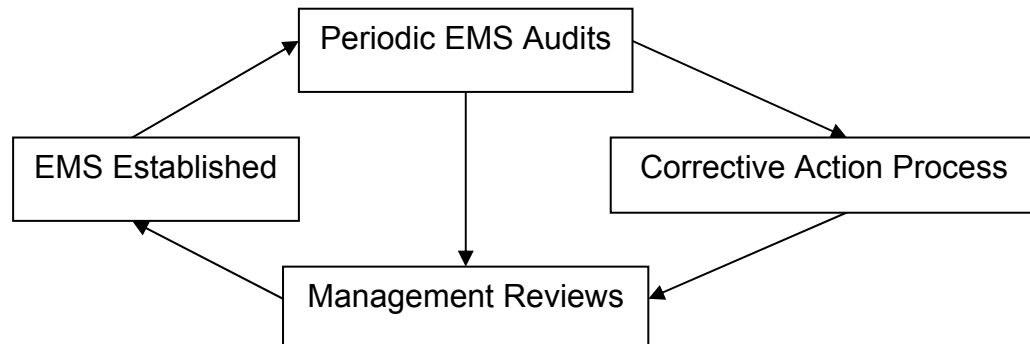 Periodic EMS Audits
EMS Established
Corrective Action Process
Management Reviews